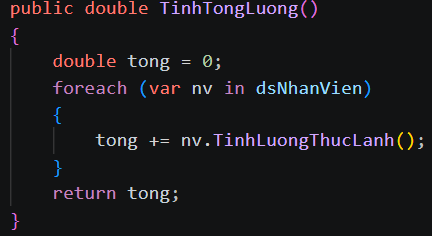 public double TinhTongLuong()
{
    double tong = 0;
    foreach (var nv in dsNhanVien)
    {
        tong += nv.TinhLuongThucLanh();
    }
    return tong;
}